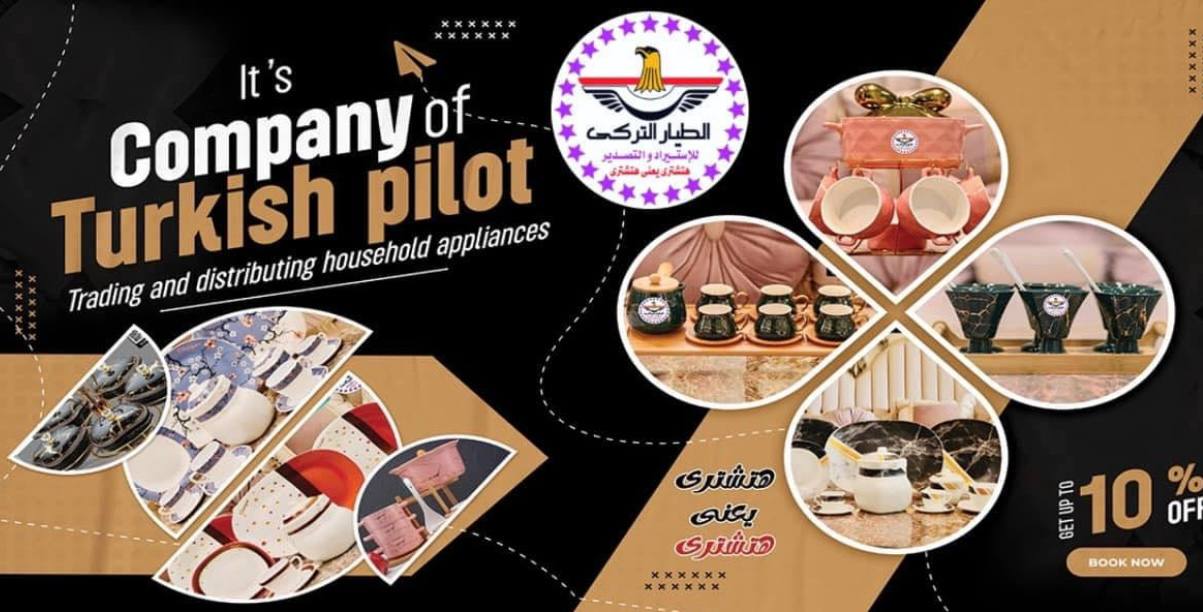 It's
Company of
Turkish pilot
Trading and distributing household appliances
الطيار التركى
للإستيراد و التصدير
هتشترى يعنى هتشترى
هتشترى
يعنى
هتشترى
GET UP TO
10 %
OFF
BOOK NOW